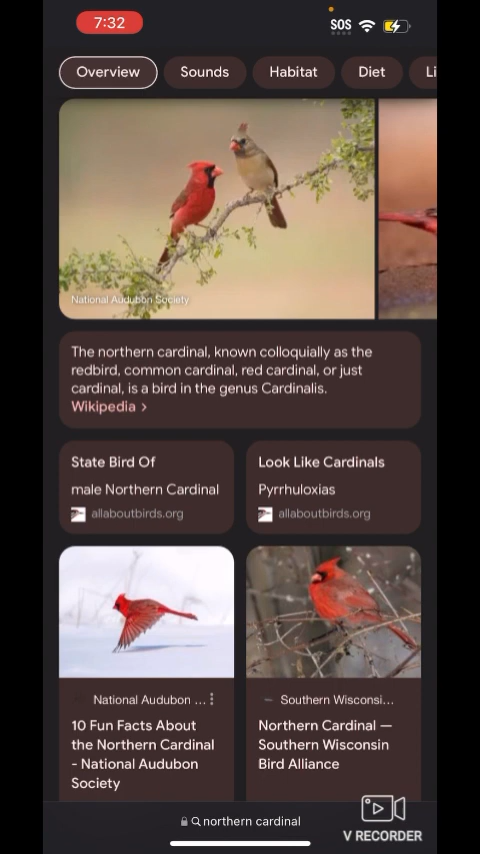 7:32
SOS
Overview
Sounds
Habitat
Diet
Li
National Audubon Society
The northern cardinal, known colloquially as the
redbird, common cardinal, red cardinal, or just
cardinal, is a bird in the genus Cardinalis.
Wikipedia >
State Bird Of
male Northern Cardinal
allaboutbirds.org
Look Like Cardinals
Pyrrhuloxias
allaboutbirds.org
National Audubon ...
10 Fun Facts About
the Northern Cardinal
- National Audubon
Society
Southern Wisconsi...
Northern Cardinal —
Southern Wisconsin
Bird Alliance
northern cardinal
V RECORDER